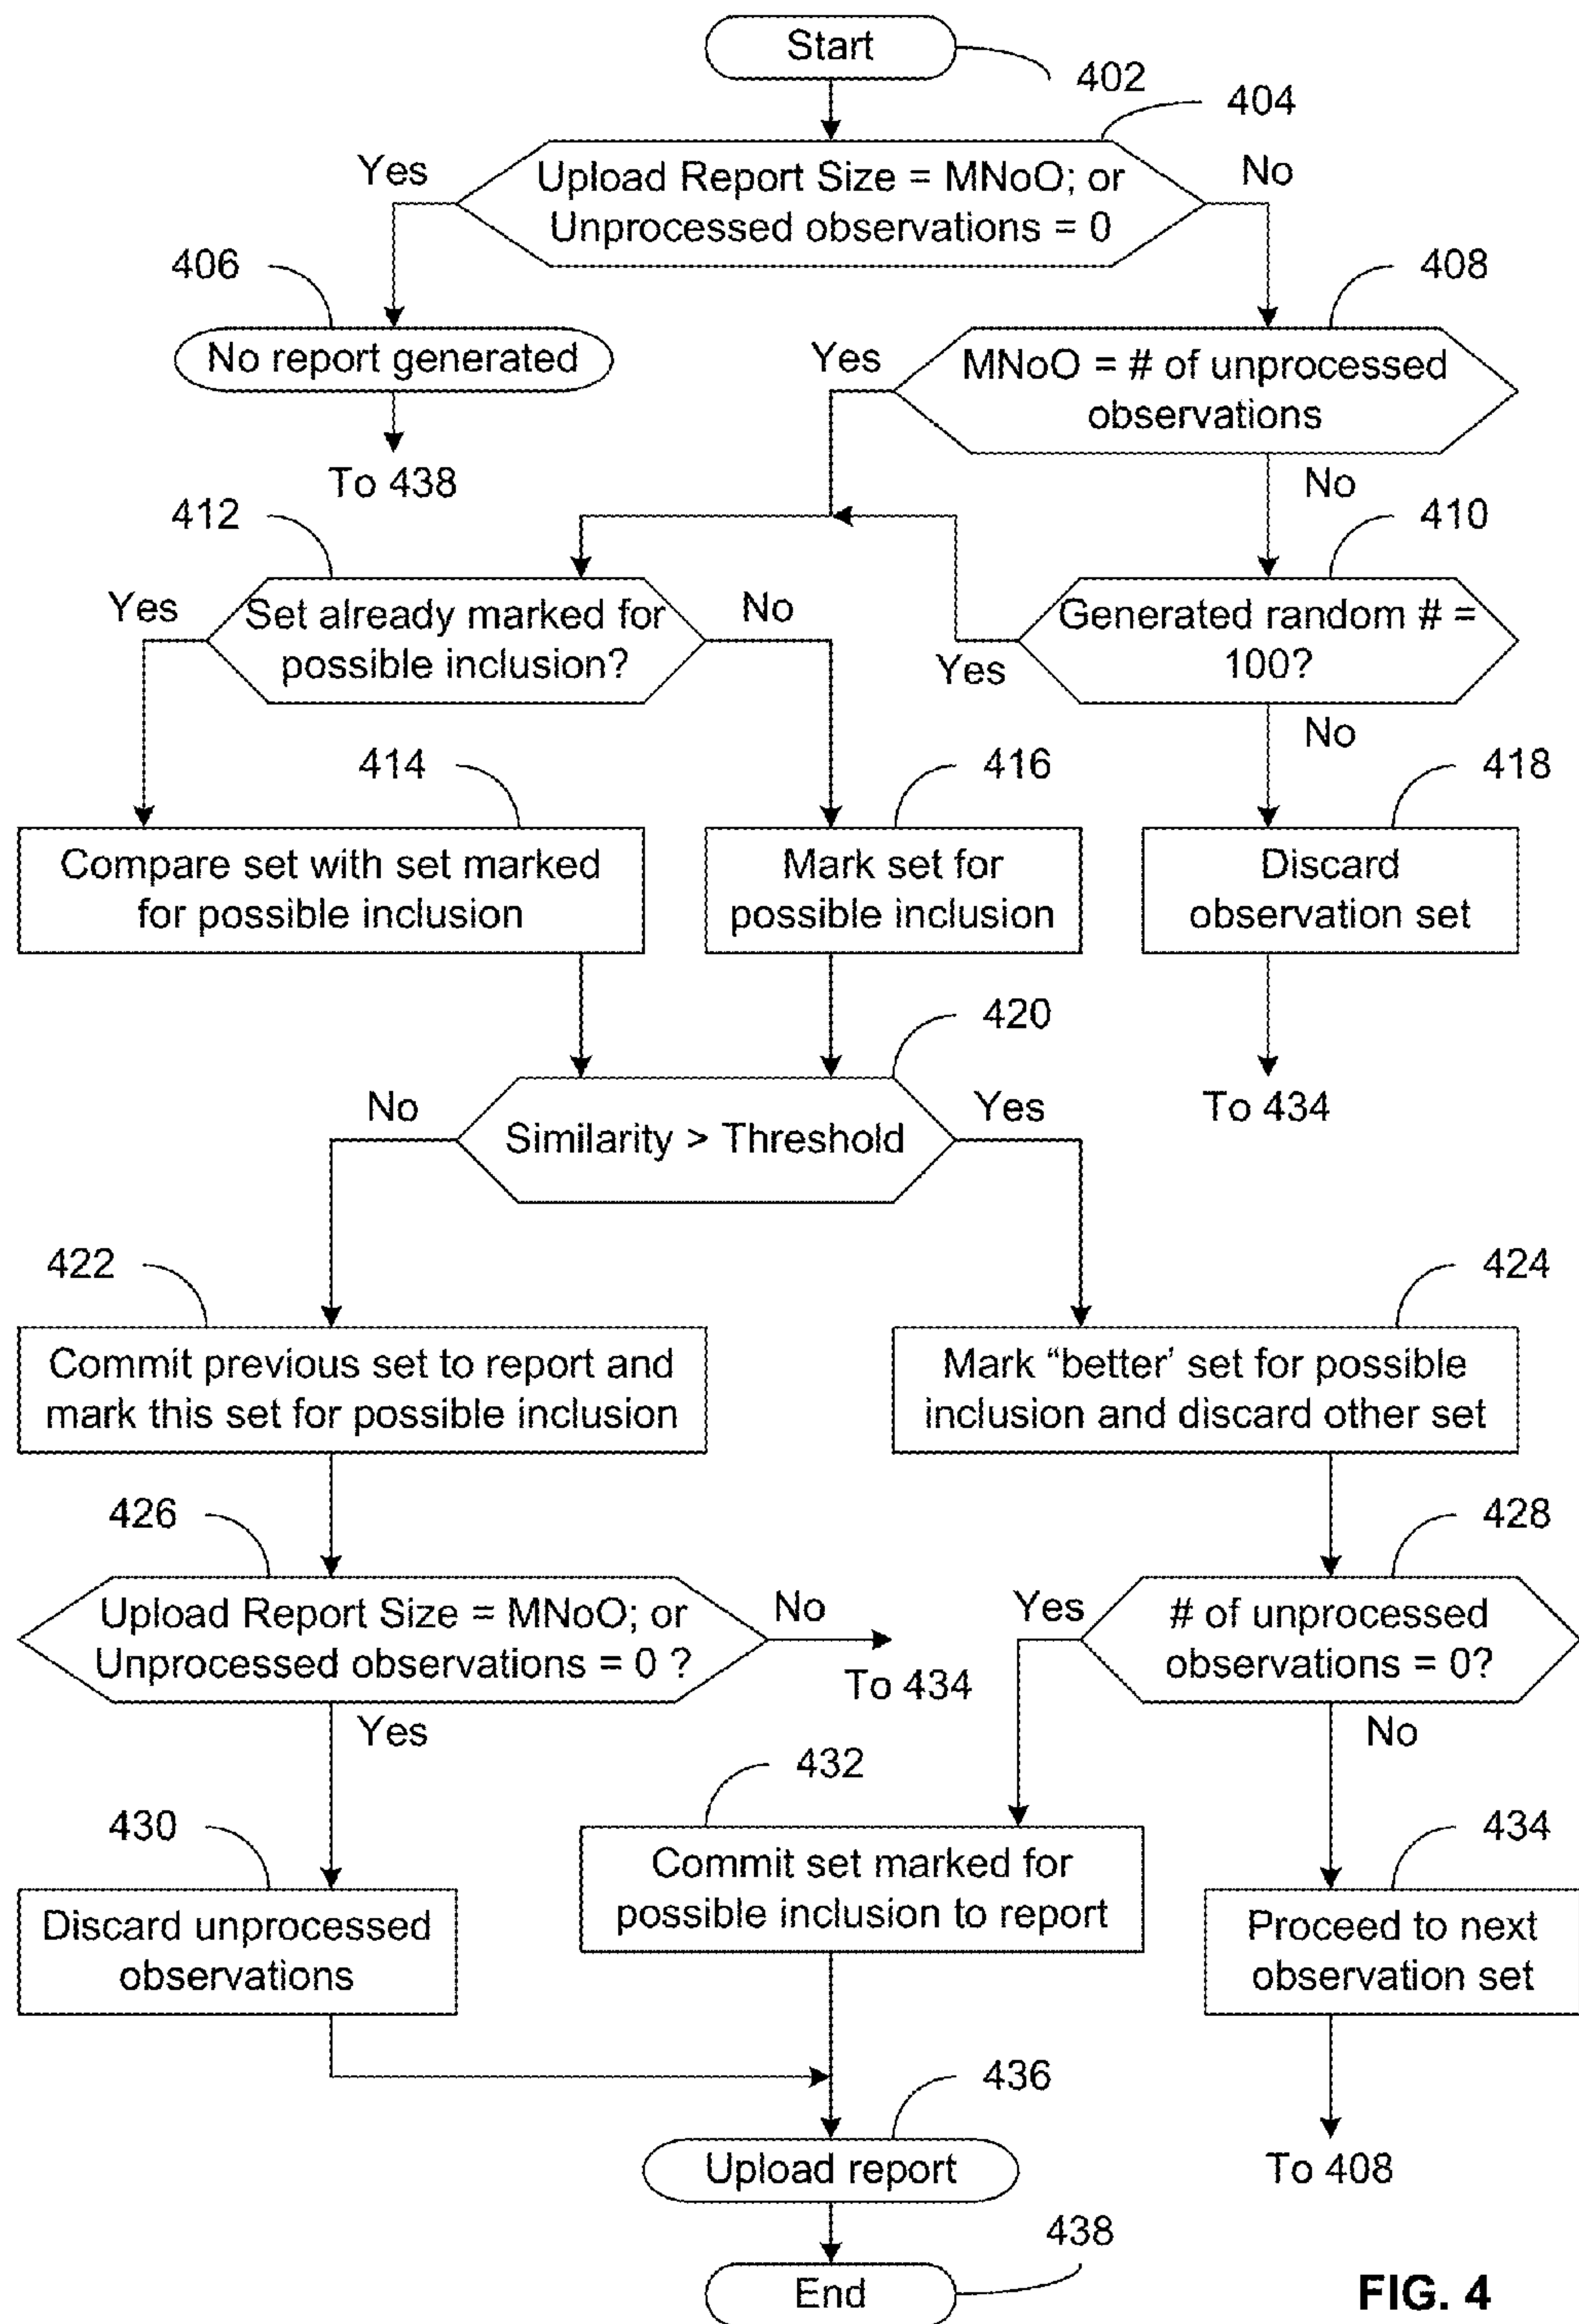 Start
402
404
Yes
Upload Report Size = MNoO; or
Unprocessed observations = 0
No
406
408
No report generated
Yes
MNoO = # of unprocessed
observations
To 438
No
412
410
Yes
Set already marked for
possible inclusion?
No
Generated random # =
100?
Yes
No
414
416
418
Compare set with set marked
for possible inclusion
Mark set for
possible inclusion
Discard
observation set
420
To 434
No
Similarity > Threshold
Yes
422
424
Commit previous set to report and
mark this set for possible inclusion
Mark “better’ set for possible
inclusion and discard other set
426
428
Upload Report Size = MNoO; or
Unprocessed observations = 0 ?
No
To 434
Yes
# of unprocessed
observations = 0?
Yes
No
432
430
434
Commit set marked for
possible inclusion to report
Discard unprocessed
observations
Proceed to next
observation set
436
Upload report
To 408
438
End
FIG. 4